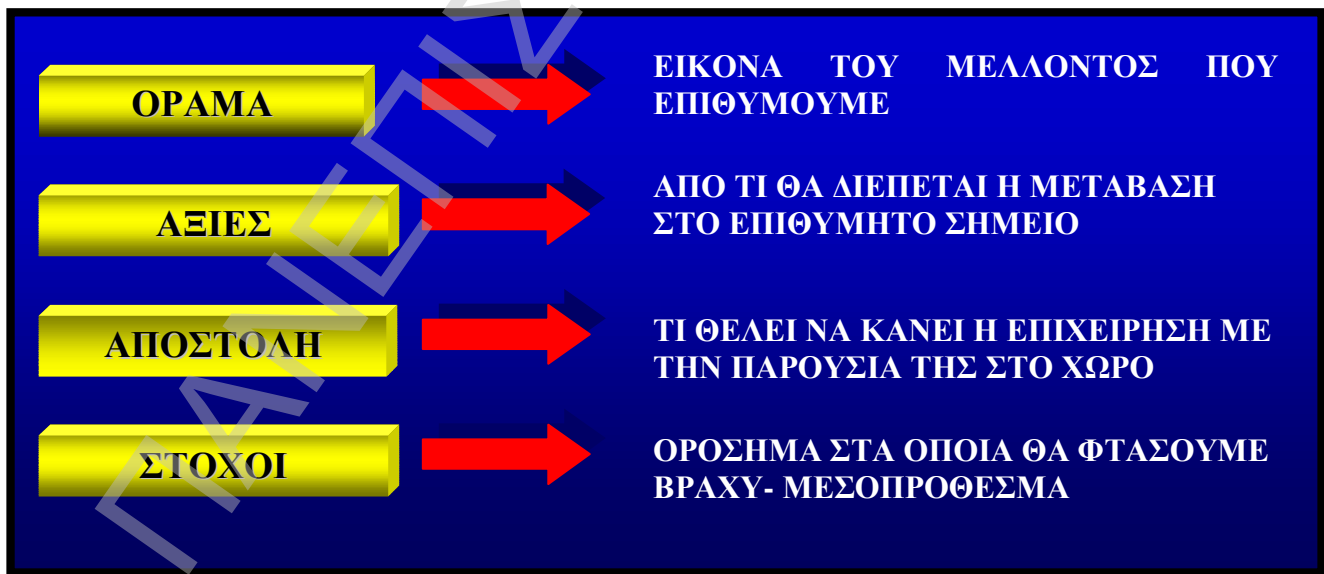 ΟΡΑΜΑ
ΕΙΚΟΝΑ ΤΟΥ ΜΕΛΛΟΝΤΟΣ ΠΟΥ
ΕΠΙΘΥΜΟΥΜΕ
ΑΞΙΕΣ
ΑΠΟ ΤΙ ΘΑ ΔΙΕΠΕΤΑΙ Η ΜΕΤΑΒΑΣΗ
ΣΤΟ ΕΠΙΘΥΜΗΤΟ ΣΗΜΕΙΟ
ΑΠΟΣΤΟΛΗ
ΤΙ ΘΕΛΕΙ ΝΑ ΚΑΝΕΙ Η ΕΠΙΧΕΙΡΗΣΗ ΜΕ
ΤΗΝ ΠΑΡΟΥΣΙΑ ΤΗΣ ΣΤΟ ΧΩΡΟ
ΣΤΟΧΟΙ
ΟΡΟΣΗΜΑ ΣΤΑ ΟΠΟΙΑ ΘΑ ΦΤΑΣΟΥΜΕ
ΒΡΑΧΥ- ΜΕΣΟΠΡΟΘΕΣΜΑ